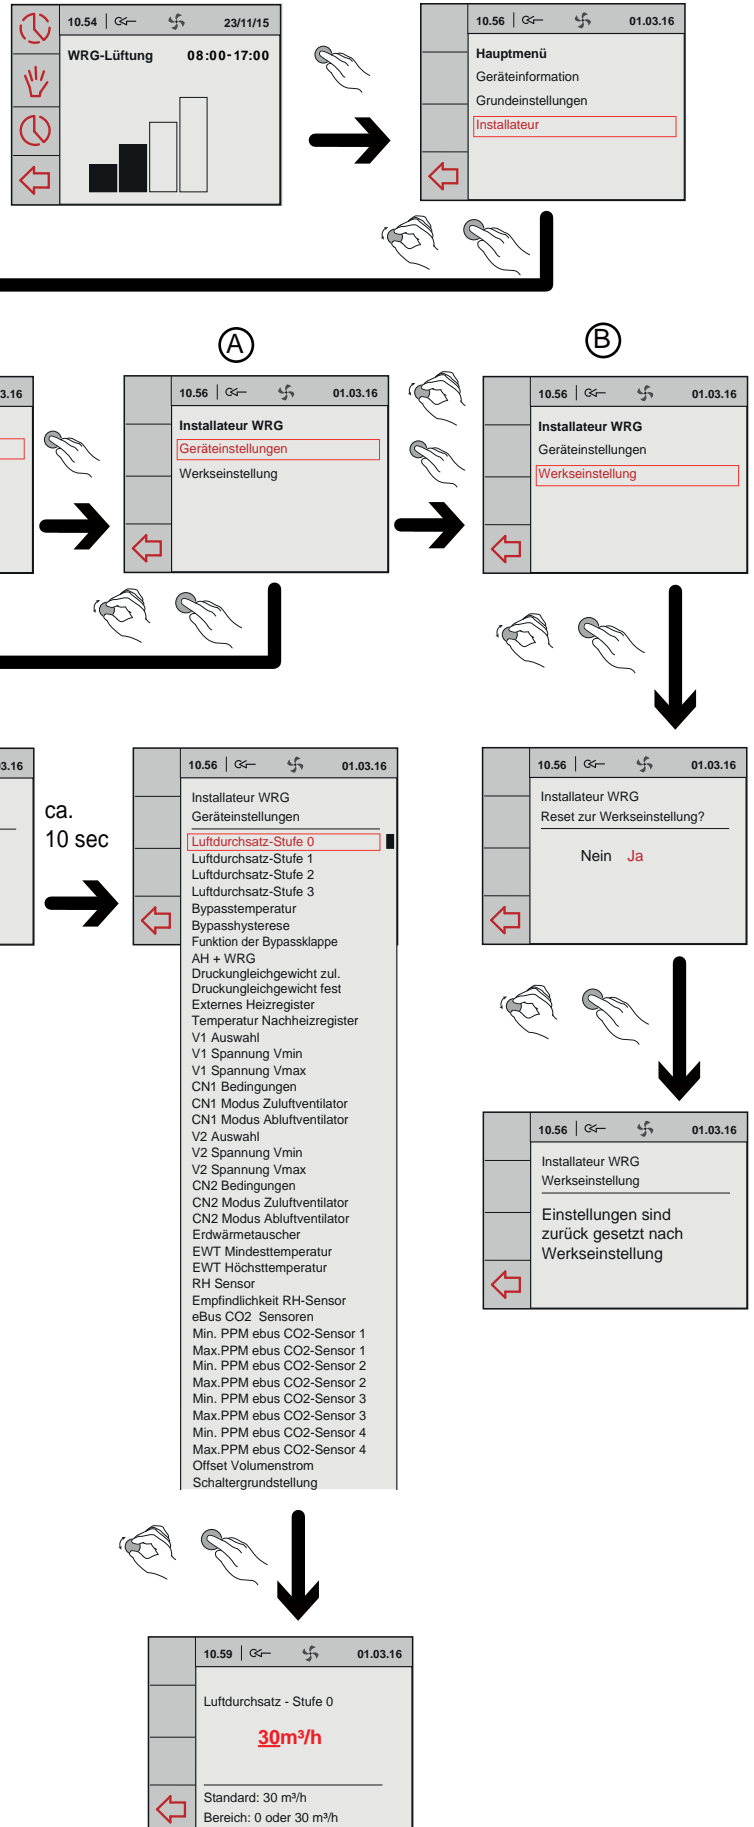 10.54 23/11/15
WRG-Lüftung 08:00-17:00
10.56 01.03.16
Hauptmenü
Geräteinformation
Grundeinstellungen
Installateur
A
B
3.16
10.56 01.03.16
Installateur WRG
Geräteinstellungen
Werkseinstellung
10.56 01.03.16
Installateur WRG
Geräteinstellungen
Werkseinstellung
03.16
ca.
10 sec
10.56 01.03.16
Installateur WRG
Geräteinstellungen
Luftdurchsatz-Stufe 0
Luftdurchsatz-Stufe 1
Luftdurchsatz-Stufe 2
Luftdurchsatz-Stufe 3
Bypasstemperatur
Bypasshysterese
Funktion der Bypassklappe
AH + WRG
Druckungleichgewicht zul.
Druckungleichgewicht fest
Externes Heizregister
Temperatur Nachheizregister
V1 Auswahl
V1 Spannung Vmin
V1 Spannung Vmax
CN1 Bedingungen
CN1 Modus Zuluftventilator
CN1 Modus Abluftventilator
V2 Auswahl
V2 Spannung Vmin
V2 Spannung Vmax
CN2 Bedingungen
CN2 Modus Zuluftventilator
CN2 Modus Abluftventilator
Erdwärmetauscher
EWT Mindesttemperatur
EWT Höchsttemperatur
RH Sensor
Empfindlichkeit RH-Sensor
eBus CO2 Sensoren
Min. PPM ebus CO2-Sensor 1
Max.PPM ebus CO2-Sensor 1
Min. PPM ebus CO2-Sensor 2
Max.PPM ebus CO2-Sensor 2
Min. PPM ebus CO2-Sensor 3
Max.PPM ebus CO2-Sensor 3
Min. PPM ebus CO2-Sensor 4
Max.PPM ebus CO2-Sensor 4
Offset Volumenstrom
Schaltergrundstellung
10.56 01.03.16
Installateur WRG
Reset zur Werkseinstellung?
Nein Ja
10.56 01.03.16
Installateur WRG
Werkseinstellung
Einstellungen sind
zurück gesetzt nach
Werkseinstellung
10.59 01.03.16
Luftdurchsatz - Stufe 0
30m³/h
Standard: 30 m³/h
Bereich: 0 oder 30 m³/h